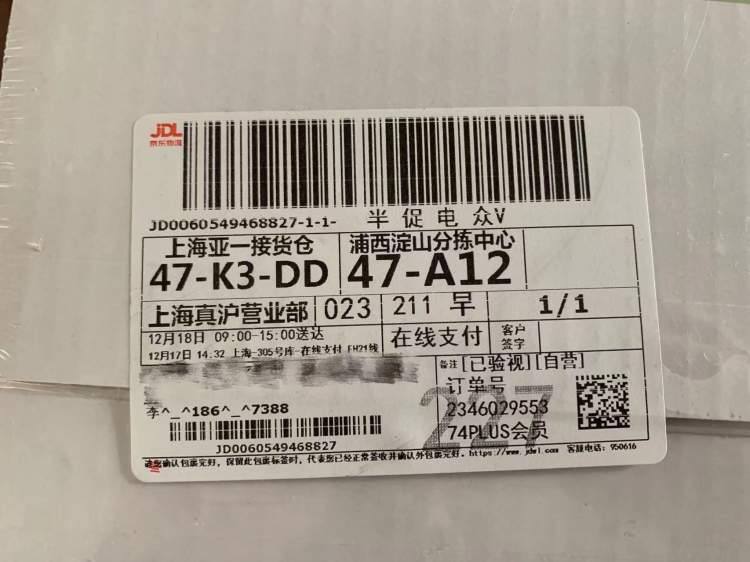 JDL
京东物流
JD0060549468827-1-1-
半 促 电 众V
上海亚一接货仓
47-K3-DD
浦西淀山分拣中心
47-A12
上海真沪营业部
023
211 早
1/1
12月18日 09:00-15:00送达
12月17日 14:32 上海-305号库-在线支付 EH21线
在线支付
客户
签字
备注 [已验视][自营]
订单号
2346029553
74PLUS会员
227
李^_^186^_^7388
JD0060549468827
请您确认包裹完好, 保留此包裹标签时, 代表您已经正常签收并确认外包裹完好。https://www.jdwl.com 客服电话: 950616